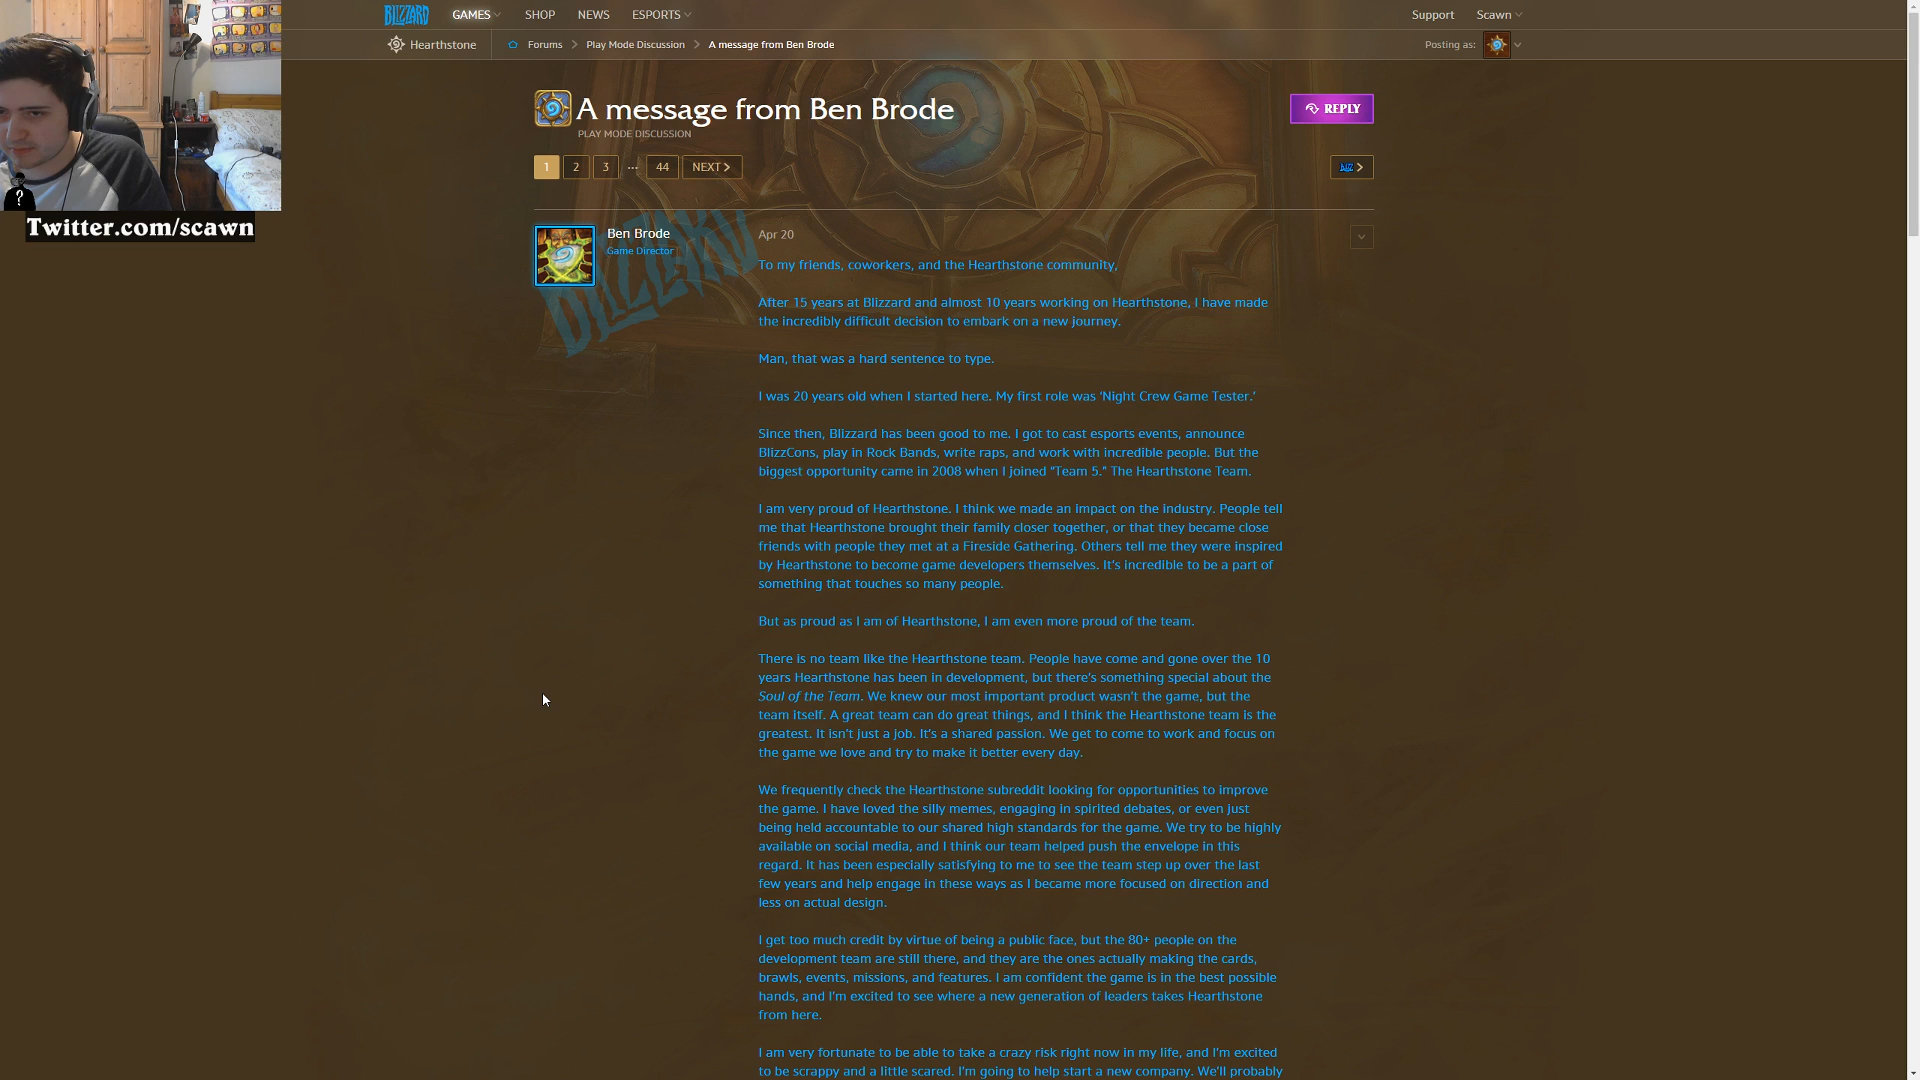 BLIZZARD GAMES SHOP NEWS ESPORTS Support Scawn
Hearthstone Forums Play Mode Discussion A message from Ben Brode Posting as:
A message from Ben Brode
REPLY
PLAY MODE DISCUSSION
1 2 3 ... 44 NEXT
BLIZZARD
?
Twitter.com/scawn
Ben Brode
Game Director
Apr 20
To my friends, coworkers, and the Hearthstone community,
After 15 years at Blizzard and almost 10 years working on Hearthstone, I have made
the incredibly difficult decision to embark on a new journey.
Man, that was a hard sentence to type.
I was 20 years old when I started here. My first role was ‘Night Crew Game Tester.’
Since then, Blizzard has been good to me. I got to cast esports events, announce
BlizzCons, play in Rock Bands, write raps, and work with incredible people. But the
biggest opportunity came in 2008 when I joined “Team 5.” The Hearthstone Team.
I am very proud of Hearthstone. I think we made an impact on the industry. People tell
me that Hearthstone brought their family closer together, or that they became close
friends with people they met at a Fireside Gathering. Others tell me they were inspired
by Hearthstone to become game developers themselves. It’s incredible to be a part of
something that touches so many people.
But as proud as I am of Hearthstone, I am even more proud of the team.
There is no team like the Hearthstone team. People have come and gone over the 10
years Hearthstone has been in development, but there’s something special about the
Soul of the Team. We knew our most important product wasn’t the game, but the
team itself. A great team can do great things, and I think the Hearthstone team is the
greatest. It isn’t just a job. It’s a shared passion. We get to come to work and focus on
the game we love and try to make it better every day.
We frequently check the Hearthstone subreddit looking for opportunities to improve
the game. I have loved the silly memes, engaging in spirited debates, or even just
being held accountable to our shared high standards for the game. We try to be highly
available on social media, and I think our team helped push the envelope in this
regard. It has been especially satisfying to me to see the team step up over the last
few years and help engage in these ways as I became more focused on direction and
less on actual design.
I get too much credit by virtue of being a public face, but the 80+ people on the
development team are still there, and they are the ones actually making the cards,
brawls, events, missions, and features. I am confident the game is in the best possible
hands, and I’m excited to see where a new generation of leaders takes Hearthstone
from here.
I am very fortunate to be able to take a crazy risk right now in my life, and I’m excited
to be scrappy and a little scared. I’m going to help start a new company. We’ll probably